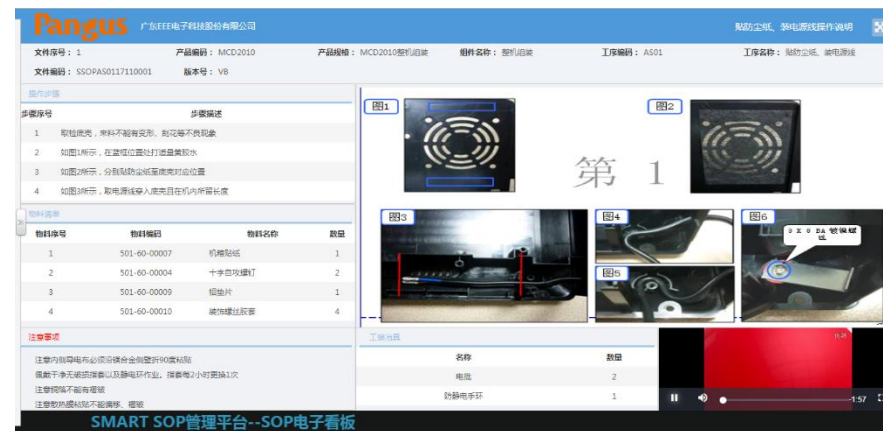 Pangus 广东EEE电子科技股份有限公司 贴防尘纸、装电源线操作说明
文件序号：1 产品编码：MCD2010 产品规格：MCD2010整机组装 组件名称：整机组装 工序编码：AS01 工序名称：贴防尘纸、装电源线
文件编码：SSOPAS0117110001 版本号：VB
操作步骤
步骤序号 步骤描述
1 取检底壳，来料不能有变形、刮花等不良现象
2 如图1所示，在蓝框位置处打适量黄胶水
3 如图2所示，分别贴防尘纸至底壳对应位置
4 如图3所示，取电源线穿入底壳且在机内所留长度
物料清单
物料序号 物料编码 物料名称 数量
1 501-60-00007 机箱贴纸 1
2 501-60-00004 十字自攻螺钉 2
3 501-60-00009 铝垫片 1
4 501-60-00010 装饰螺丝胶塞 4
图1
图2
第 1
图3
图4
图5
图6
注意事项
注意内侧导电布必须沿镁合金侧壁折90度粘贴
佩戴干净无破损指套以及静电环作业，指套每2小时更换1次
注意铜箔不能有褶皱
注意散热膜粘贴不能偏移、褶皱
工装治具
名称 数量
电批 2
防静电手环 1
-1:57
SMART SOP管理平台--SOP电子看板